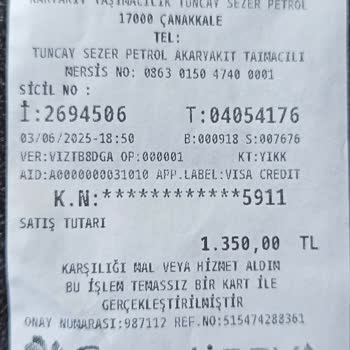 AKARYAKIT TAŞIMACILIK TUNCAY SEZER PETROL
17000 ÇANAKKALE
TEL:
TUNCAY SEZER PETROL AKARYAKIT TAIMACILI
MERSİS NO: 0863 0150 4740 0001
SİCİL NO :
İ:2694506 T:04054176
03/06/2025-18:50 B:000918 S:007676
VER:VIZTB8DGA OP:000001 KT:YIKK
AID:A0000000031010 APP.LABEL:VISA CREDIT
K.N:************5911
SATIŞ TUTARI
1.350,00 TL
KARŞILIĞI MAL VEYA HİZMET ALDIM
BU İŞLEM TEMASSIZ BİR KART İLE
GERÇEKLEŞTİRİLMİŞTİR
ONAY NUMARASI:987112 REF.NO:515474288361